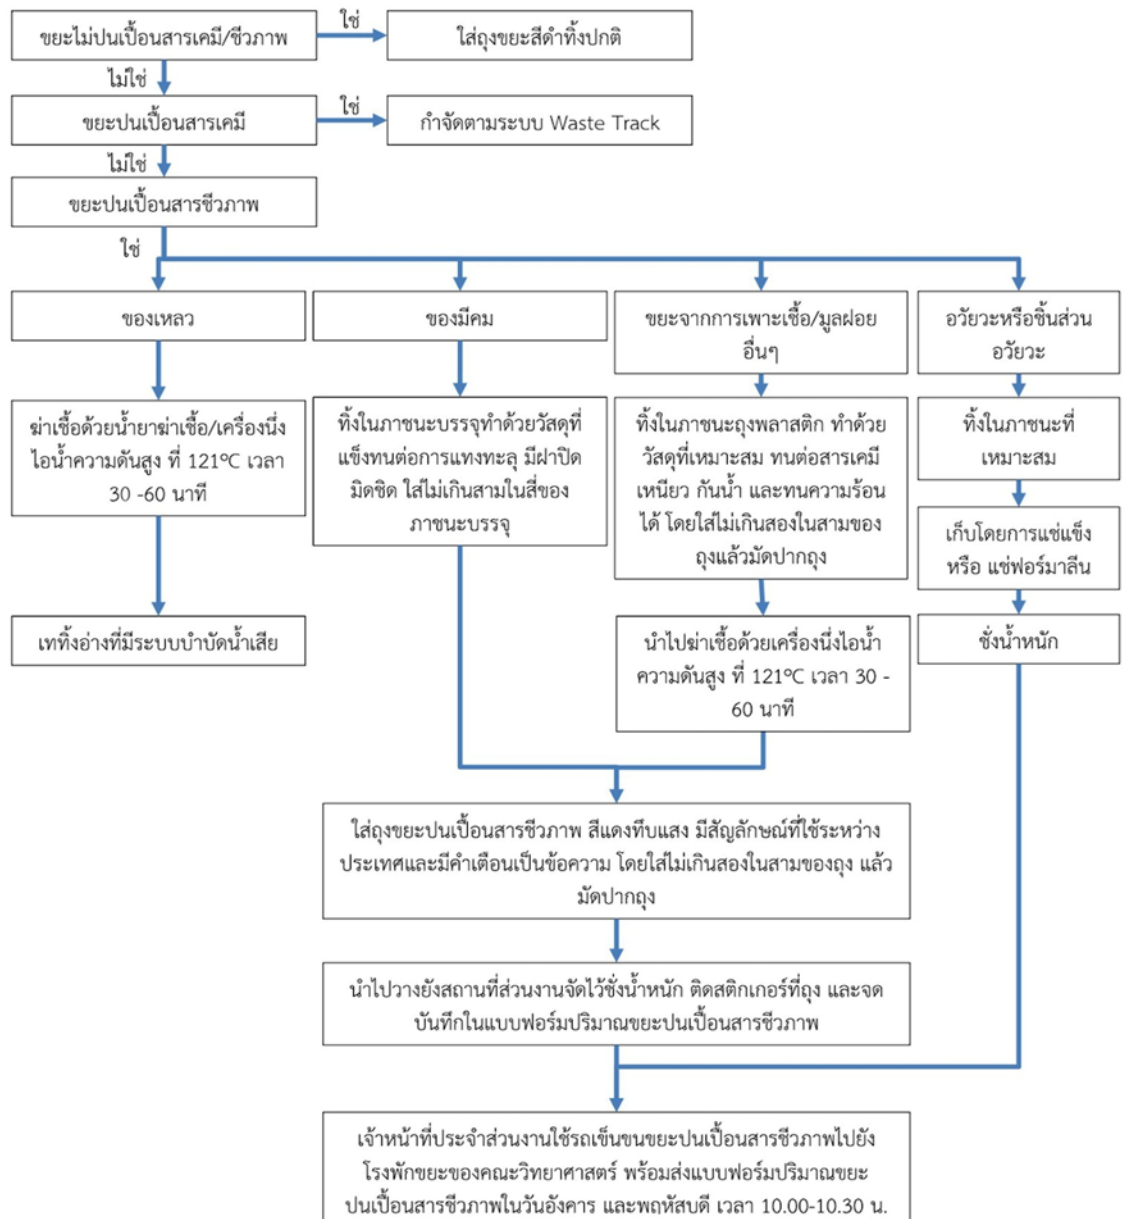 ขยะไม่ปนเปื้อนสารเคมี/ชีวภาพ
ใช่
ใส่ถุงขยะสีดำทิ้งปกติ
ไม่ใช่
ขยะปนเปื้อนสารเคมี
ใช่
กำจัดตามระบบ Waste Track
ไม่ใช่
ขยะปนเปื้อนสารชีวภาพ
ใช่
ของเหลว
ฆ่าเชื้อด้วยน้ำยาฆ่าเชื้อ/เครื่องนึ่ง
ไอน้ำความดันสูง ที่ 121ºC เวลา
30 -60 นาที
เททิ้งอ่างที่มีระบบบำบัดน้ำเสีย
ของมีคม
ทิ้งในภาชนะบรรจุทำด้วยวัสดุที่
แข็งทนต่อการแทงทะลุ มีฝาปิด
มิดชิด ใส่ไม่เกินสามในสี่ของ
ภาชนะบรรจุ
ขยะจากการเพาะเชื้อ/มูลฝอย
อื่นๆ
ทิ้งในภาชนะถุงพลาสติก ทำด้วย
วัสดุที่เหมาะสม ทนต่อสารเคมี
เหนียว กันน้ำ และทนความร้อน
ได้ โดยใส่ไม่เกินสองในสามของ
ถุงแล้วมัดปากถุง
นำไปฆ่าเชื้อด้วยเครื่องนึ่งไอน้ำ
ความดันสูง ที่ 121ºC เวลา 30 -
60 นาที
อวัยวะหรือชิ้นส่วน
อวัยวะ
ทิ้งในภาชนะที่
เหมาะสม
เก็บโดยการแช่แข็ง
หรือ แช่ฟอร์มาลีน
ชั่งน้ำหนัก
ใส่ถุงขยะปนเปื้อนสารชีวภาพ สีแดงทึบแสง มีสัญลักษณ์ที่ใช้ระหว่าง
ประเทศและมีคำเตือนเป็นข้อความ โดยใส่ไม่เกินสองในสามของถุง แล้ว
มัดปากถุง
นำไปวางยังสถานที่ส่วนงานจัดไว้ชั่งน้ำหนัก ติดสติกเกอร์ที่ถุง และจด
บันทึกในแบบฟอร์มปริมาณขยะปนเปื้อนสารชีวภาพ
เจ้าหน้าที่ประจำส่วนงานใช้รถเข็นขนขยะปนเปื้อนสารชีวภาพไปยัง
โรงพักขยะของคณะวิทยาศาสตร์ พร้อมส่งแบบฟอร์มปริมาณขยะ
ปนเปื้อนสารชีวภาพในวันอังคาร และพฤหัสบดี เวลา 10.00-10.30 น.